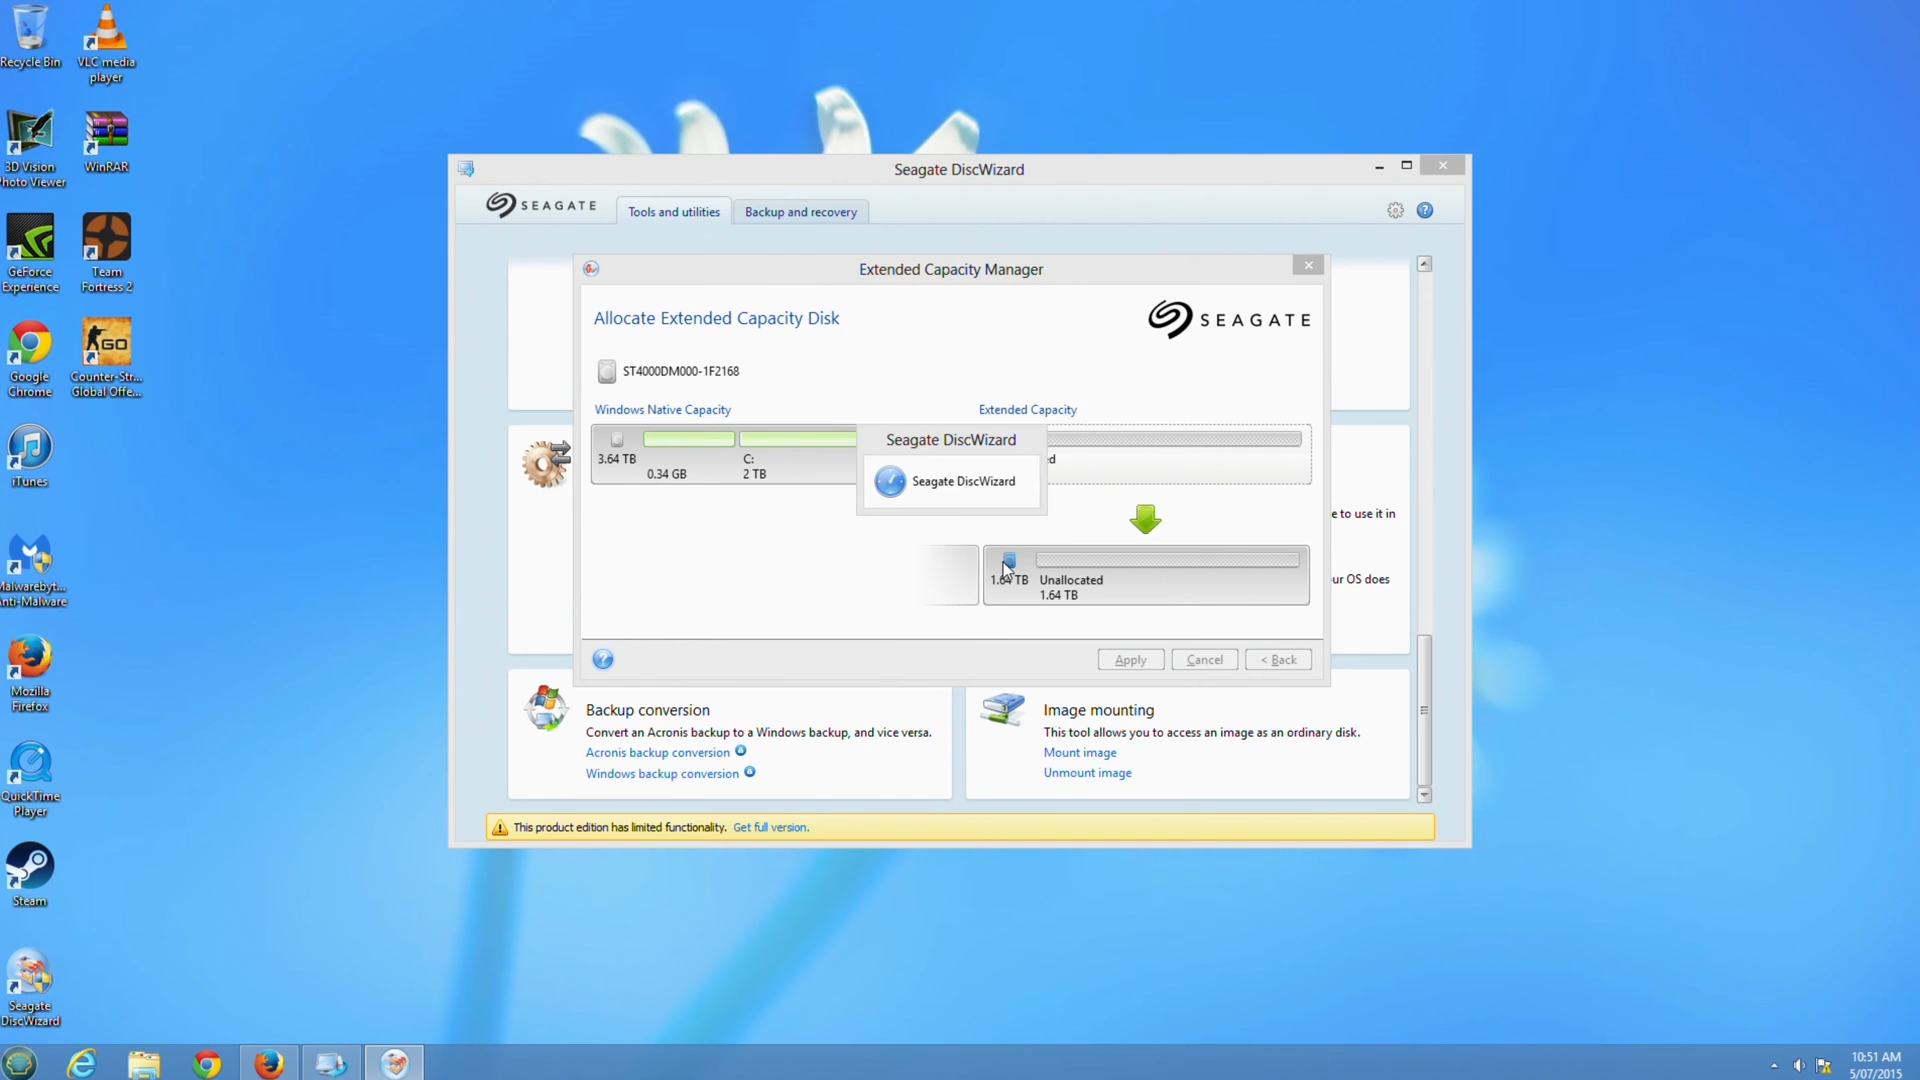 Recycle Bin
VLC media
player
3D Vision
Photo Viewer
WinRAR
GeForce
Experience
Team
Fortress 2
Google
Chrome
GO
Counter-Str...
Global Offe...
iTunes
Malwarebyt...
Anti-Malware
Mozilla
Firefox
QuickTime
Player
Steam
Seagate
DiscWizard
Seagate DiscWizard
SEAGATE
Tools and utilities
Backup and recovery
Extended Capacity Manager
Allocate Extended Capacity Disk
SEAGATE
ST4000DM000-1F2168
Windows Native Capacity
Extended Capacity
3.64 TB
0.34 GB
C:
2 TB
Seagate DiscWizard
Seagate DiscWizard
ed
e to use it in
1.64 TB
Unallocated
1.64 TB
ur OS does
Apply
Cancel
< Back
Backup conversion
Convert an Acronis backup to a Windows backup, and vice versa.
Acronis backup conversion
Windows backup conversion
Image mounting
This tool allows you to access an image as an ordinary disk.
Mount image
Unmount image
This product edition has limited functionality. Get full version.
10:51 AM
5/07/2015